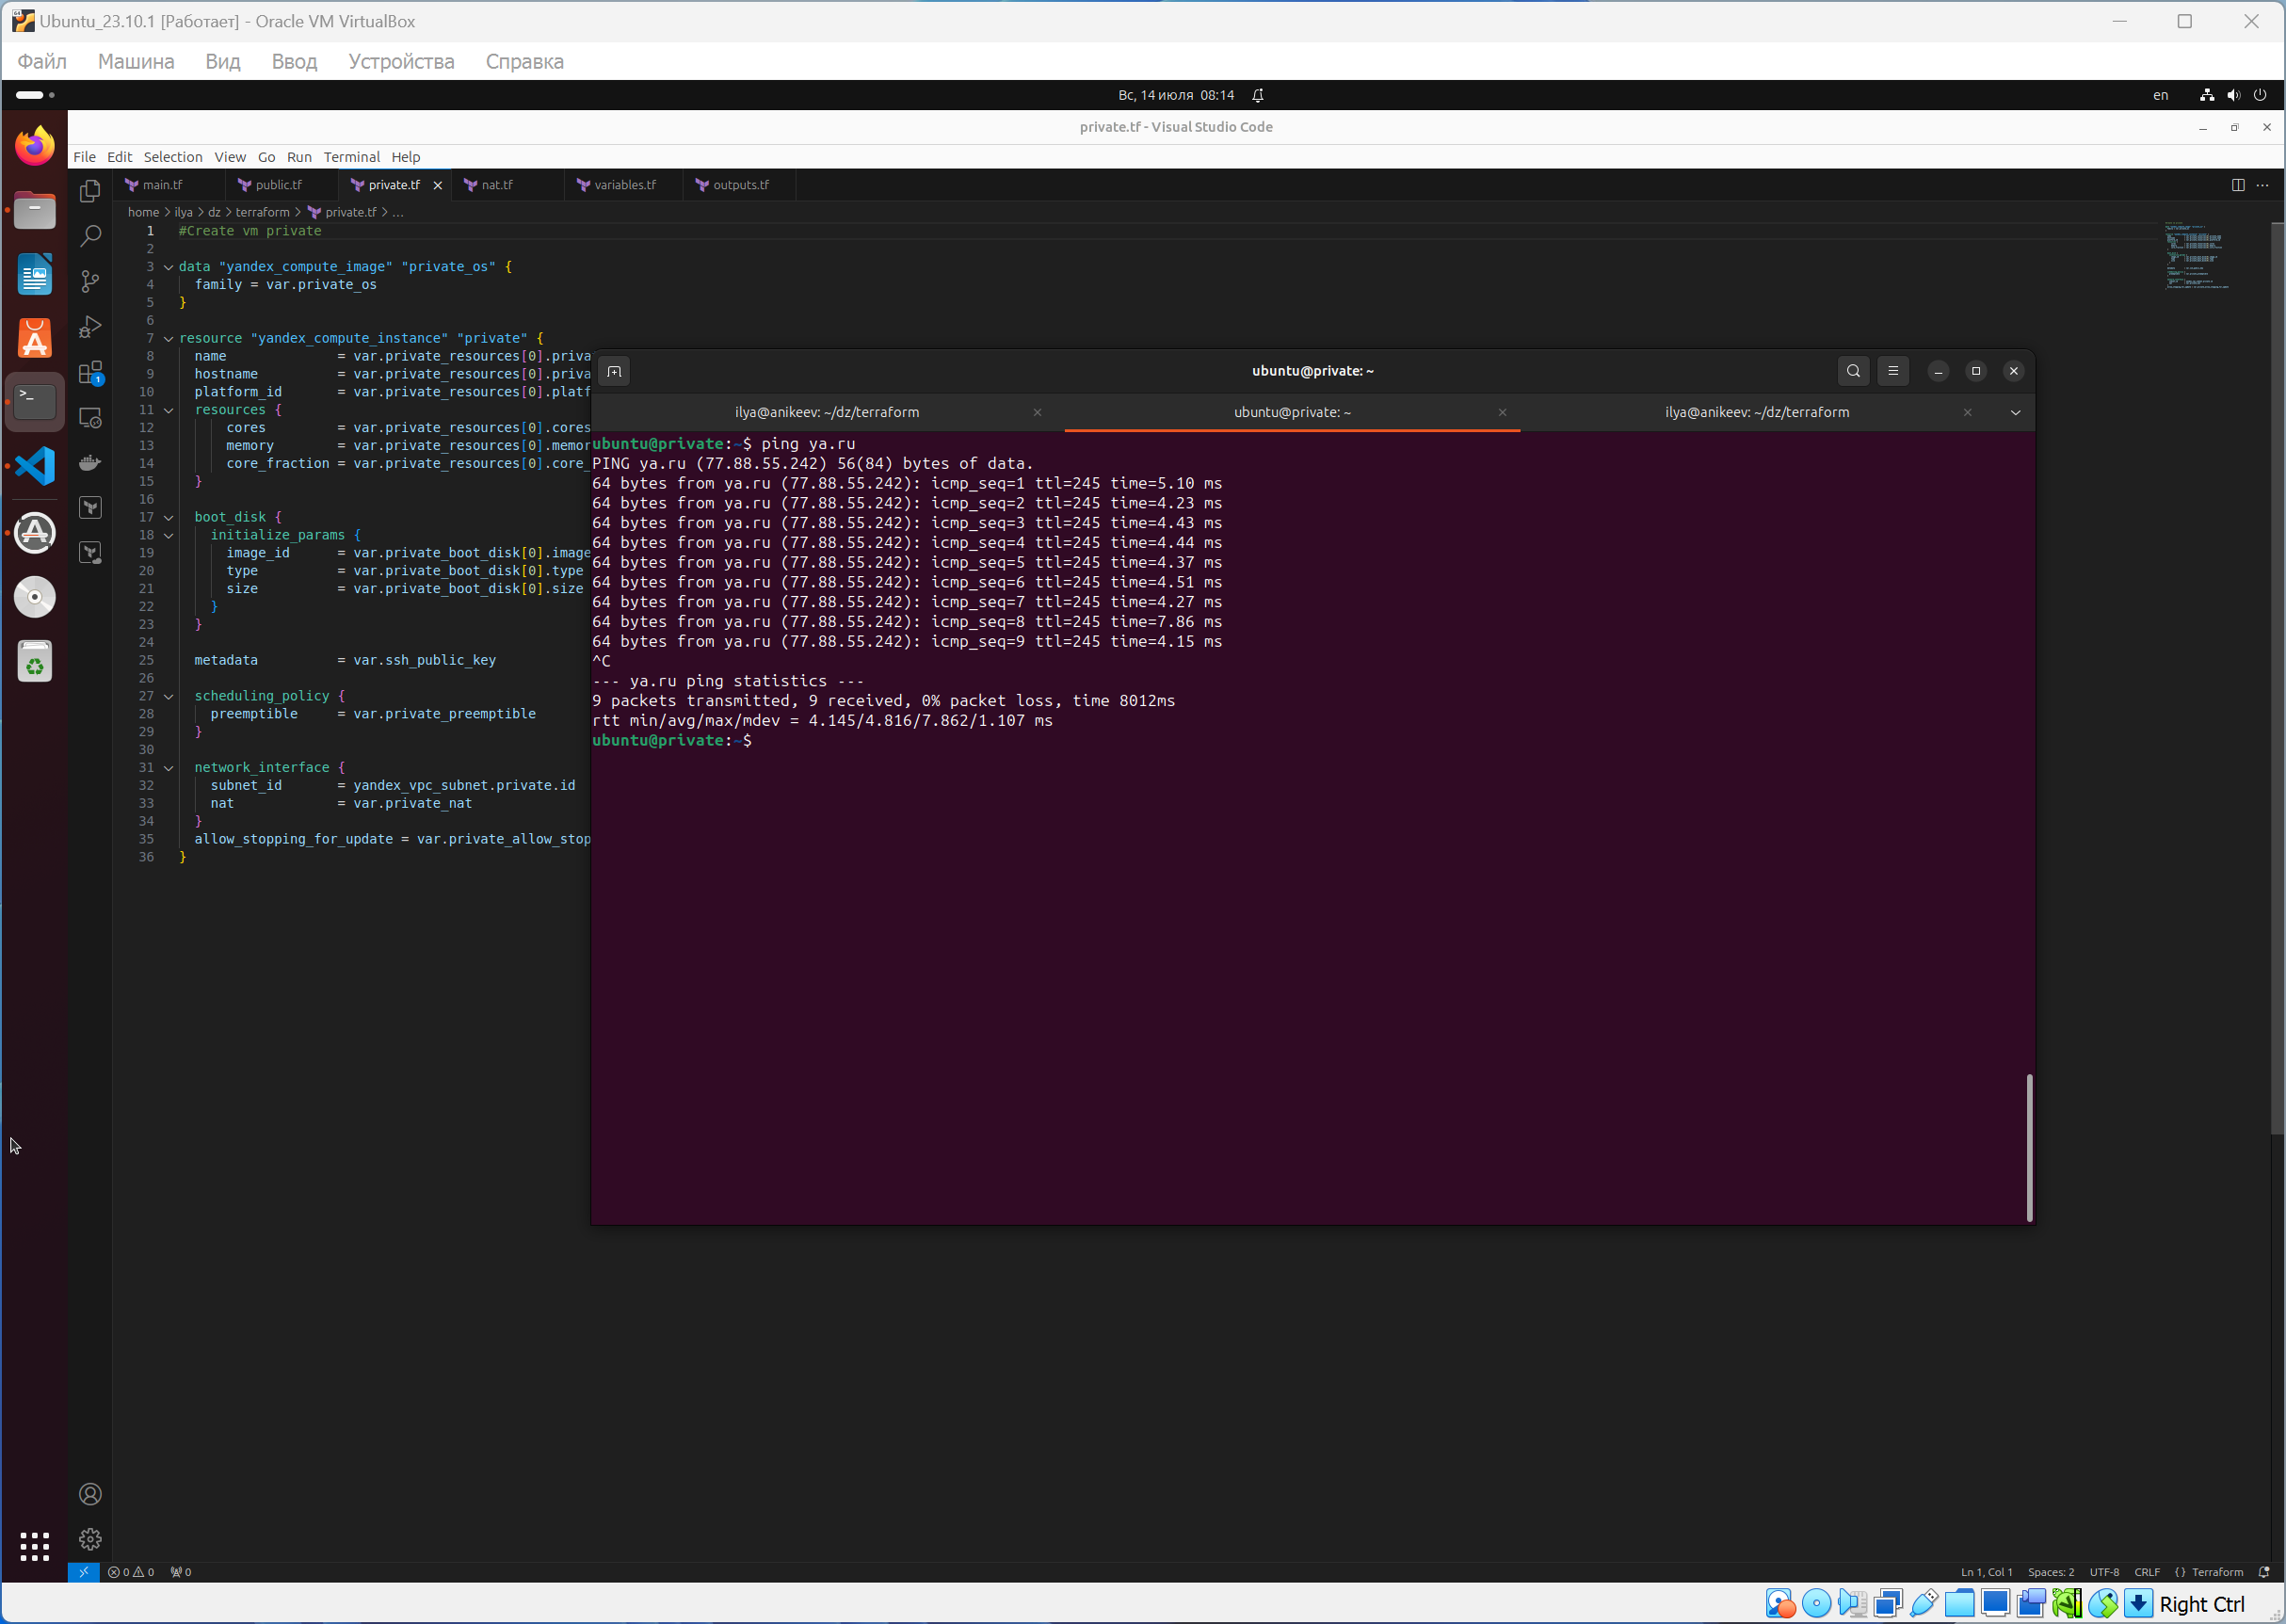 Ubuntu_23.10.1 [Работает] - Oracle VM VirtualBox
Файл Машина Вид Ввод Устройства Справка
Вс, 14 июля 08:14
en
private.tf - Visual Studio Code
File Edit Selection View Go Run Terminal Help
main.tf public.tf private.tf nat.tf variables.tf outputs.tf
home > ilya > dz > terraform > private.tf > ...
1 #Create vm private
2
3 data "yandex_compute_image" "private_os" {
4 family = var.private_os
5 }
6
7 resource "yandex_compute_instance" "private" {
8 name = var.private_resources[0].priva
9 hostname = var.private_resources[0].priva
10 platform_id = var.private_resources[0].platf
11 resources {
12 cores = var.private_resources[0].cores
13 memory = var.private_resources[0].memor
14 core_fraction = var.private_resources[0].core_
15 }
16
17 boot_disk {
18 initialize_params {
19 image_id = var.private_boot_disk[0].image
20 type = var.private_boot_disk[0].type
21 size = var.private_boot_disk[0].size
22 }
23 }
24
25 metadata = var.ssh_public_key
26
27 scheduling_policy {
28 preemptible = var.private_preemptible
29 }
30
31 network_interface {
32 subnet_id = yandex_vpc_subnet.private.id
33 nat = var.private_nat
34 }
35 allow_stopping_for_update = var.private_allow_stop
36 }
ubuntu@private: ~
ilya@anikeev: ~/dz/terraform ubuntu@private: ~ ilya@anikeev: ~/dz/terraform
ubuntu@private:~$ ping ya.ru
PING ya.ru (77.88.55.242) 56(84) bytes of data.
64 bytes from ya.ru (77.88.55.242): icmp_seq=1 ttl=245 time=5.10 ms
64 bytes from ya.ru (77.88.55.242): icmp_seq=2 ttl=245 time=4.23 ms
64 bytes from ya.ru (77.88.55.242): icmp_seq=3 ttl=245 time=4.43 ms
64 bytes from ya.ru (77.88.55.242): icmp_seq=4 ttl=245 time=4.44 ms
64 bytes from ya.ru (77.88.55.242): icmp_seq=5 ttl=245 time=4.37 ms
64 bytes from ya.ru (77.88.55.242): icmp_seq=6 ttl=245 time=4.51 ms
64 bytes from ya.ru (77.88.55.242): icmp_seq=7 ttl=245 time=4.27 ms
64 bytes from ya.ru (77.88.55.242): icmp_seq=8 ttl=245 time=7.86 ms
64 bytes from ya.ru (77.88.55.242): icmp_seq=9 ttl=245 time=4.15 ms
^C
--- ya.ru ping statistics ---
9 packets transmitted, 9 received, 0% packet loss, time 8012ms
rtt min/avg/max/mdev = 4.145/4.816/7.862/1.107 ms
ubuntu@private:~$
0 0 0
Ln 1, Col 1 Spaces: 2 UTF-8 CRLF {} Terraform
Right Ctrl